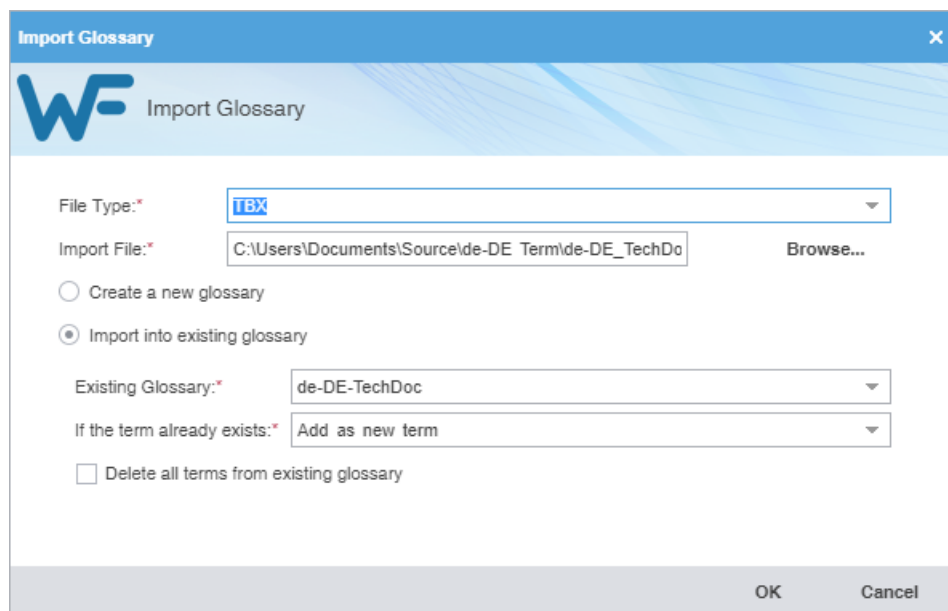 Import Glossary
WF Import Glossary
File Type:* TBX
Import File:* C:\Users\Documents\Source\de-DE_Term\de-DE_TechDo Browse...
Create a new glossary
Import into existing glossary
Existing Glossary:* de-DE-TechDoc
If the term already exists:* Add as new term
Delete all terms from existing glossary
OK Cancel